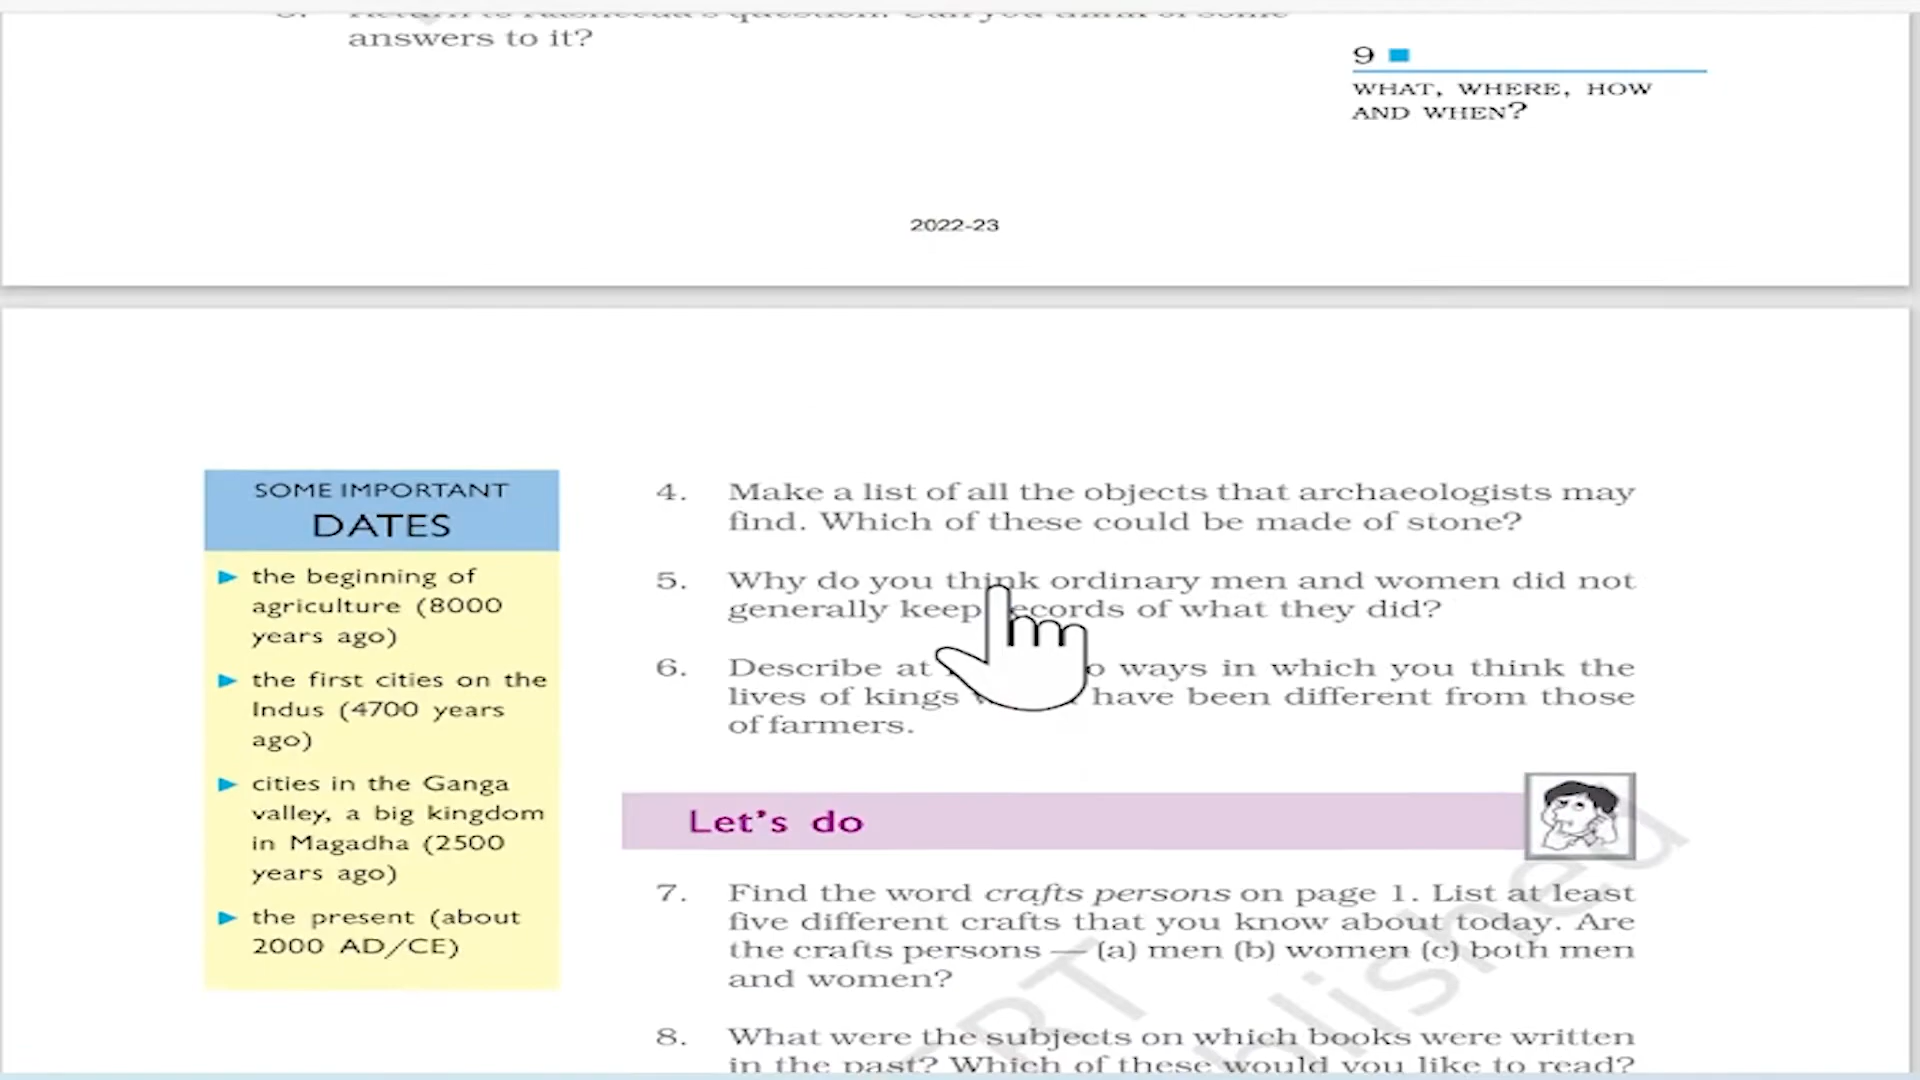 answers to it?
9
WHAT, WHERE, HOW
AND WHEN?
2022-23
SOME IMPORTANT
DATES
the beginning of
agriculture (8000
years ago)
the first cities on the
Indus (4700 years
ago)
cities in the Ganga
valley, a big kingdom
in Magadha (2500
years ago)
the present (about
2000 AD/CE)
4. Make a list of all the objects that archaeologists may
find. Which of these could be made of stone?
5. Why do you think ordinary men and women did not
generally keep records of what they did?
6. Describe at ways in which you think the
lives of kings have been different from those
of farmers.
Let's do
7. Find the word crafts persons on page 1. List at least
five different crafts that you know about today. Are
the crafts persons — (a) men (b) women (c) both men
and women?
8. What were the subjects on which books were written
in the past? Which of these would you like to read?